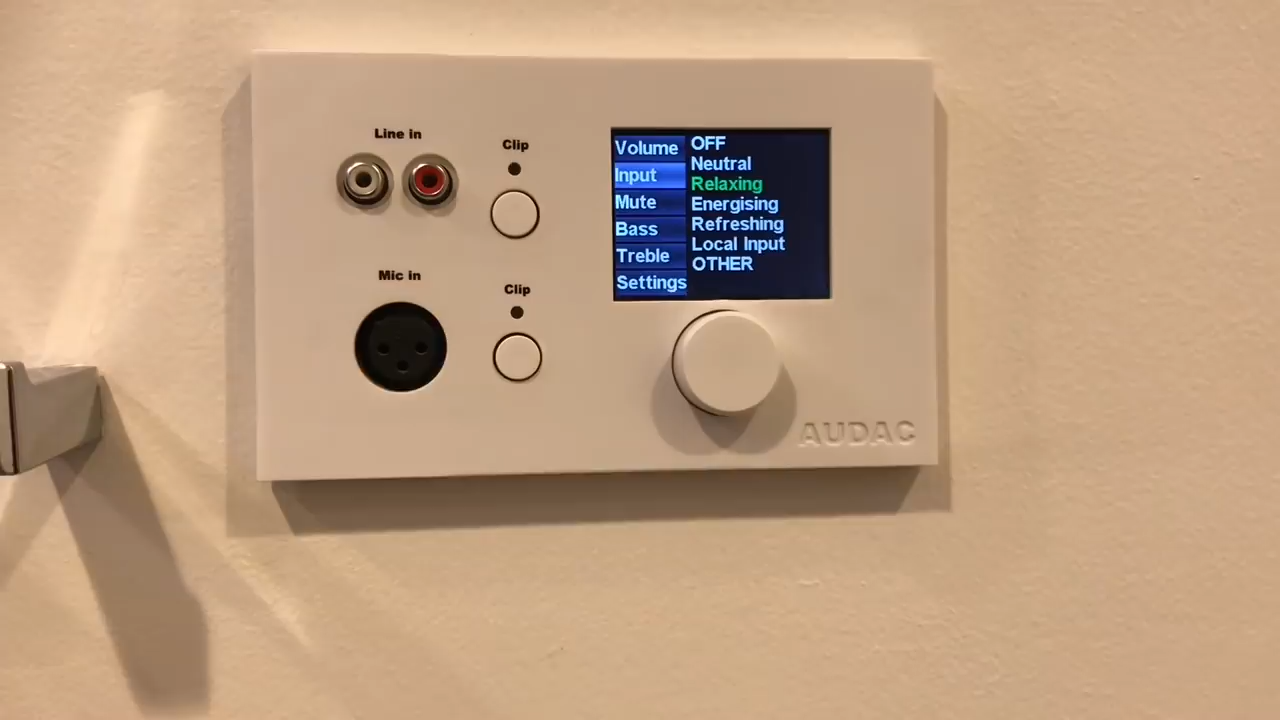 Line in
Clip
Mic in
Clip
Volume
Input
Mute
Bass
Treble
Settings
OFF
Neutral
Relaxing
Energising
Refreshing
Local Input
OTHER
AUDAC